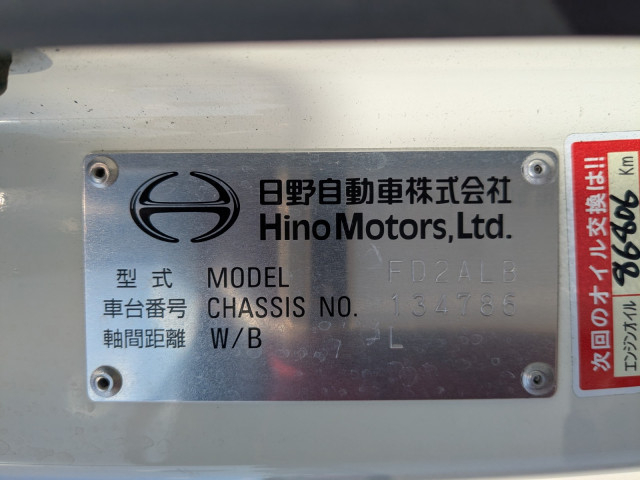 日野自動車株式会社
Hino Motors, Ltd.
型式 MODEL FD2ALB
車台番号 CHASSIS NO. 134786
軸間距離 W/B L
次回のオイル交換は!!
エンジンオイル 86406 Km